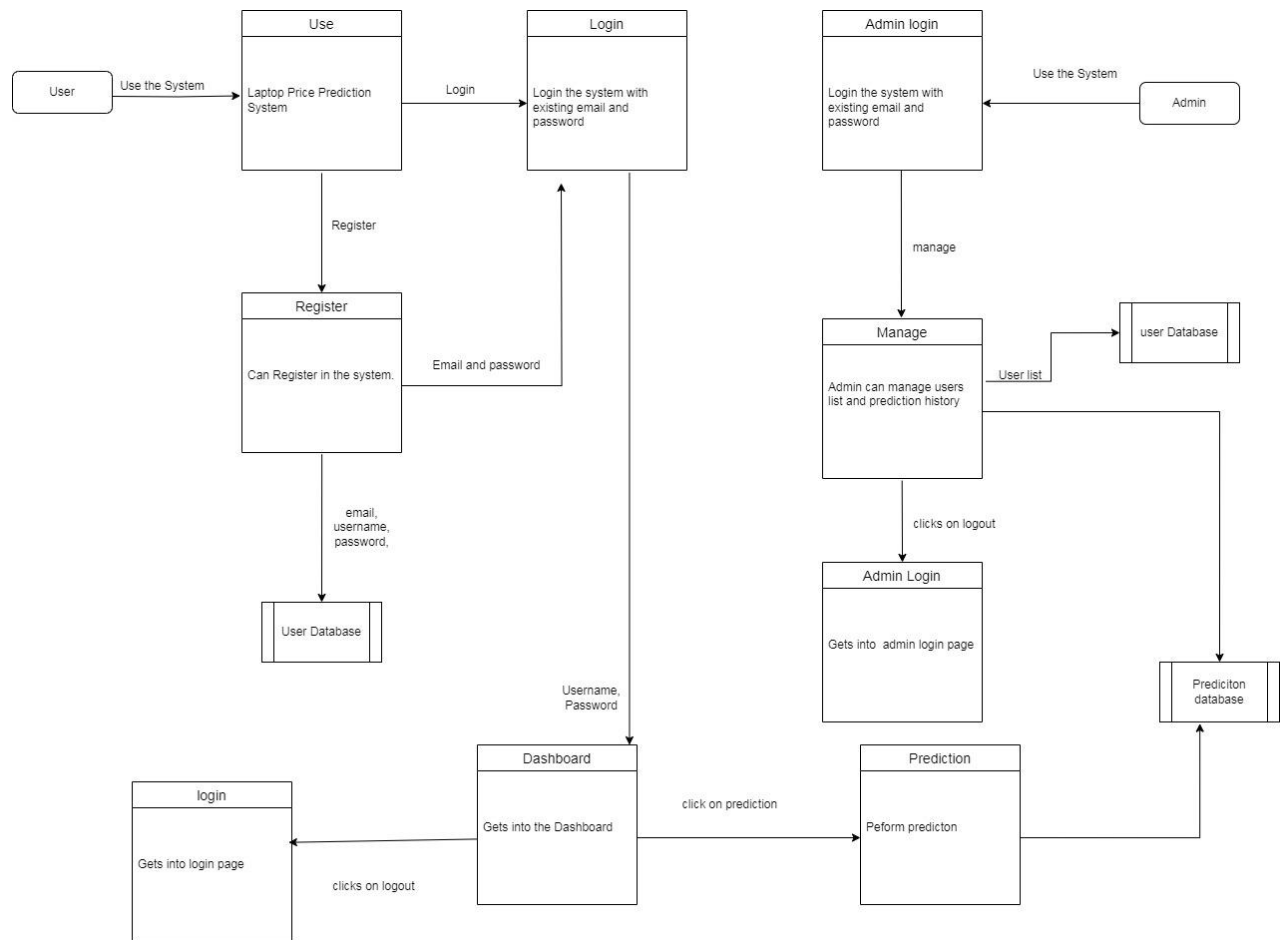 Use
Login
Admin login
User
Use the System
Laptop Price Prediction
System
Login
Login the system with
existing email and
password
Login the system with
existing email and
password
Use the System
Admin
Register
manage
Register
Can Register in the system.
Email and password
Manage
Admin can manage users
list and prediction history
User list
user Database
email,
username,
password,
clicks on logout
User Database
Admin Login
Gets into admin login page
Username,
Password
Prediciton
database
Dashboard
Gets into the Dashboard
click on prediction
Prediction
Peform predicton
login
Gets into login page
clicks on logout